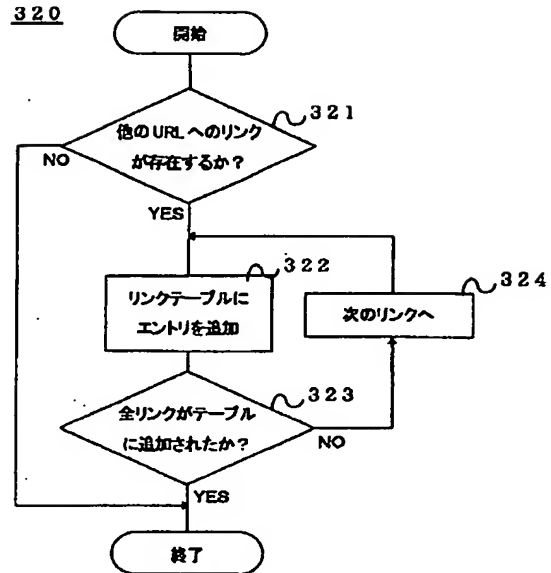 ３２０
開始
３２１
他の URL へのリンク
が存在するか？
NO
YES
３２２
リンクテーブルに
エントリを追加
３２４
次のリンクへ
３２３
全リンクがテーブル
に追加されたか？
NO
YES
終了